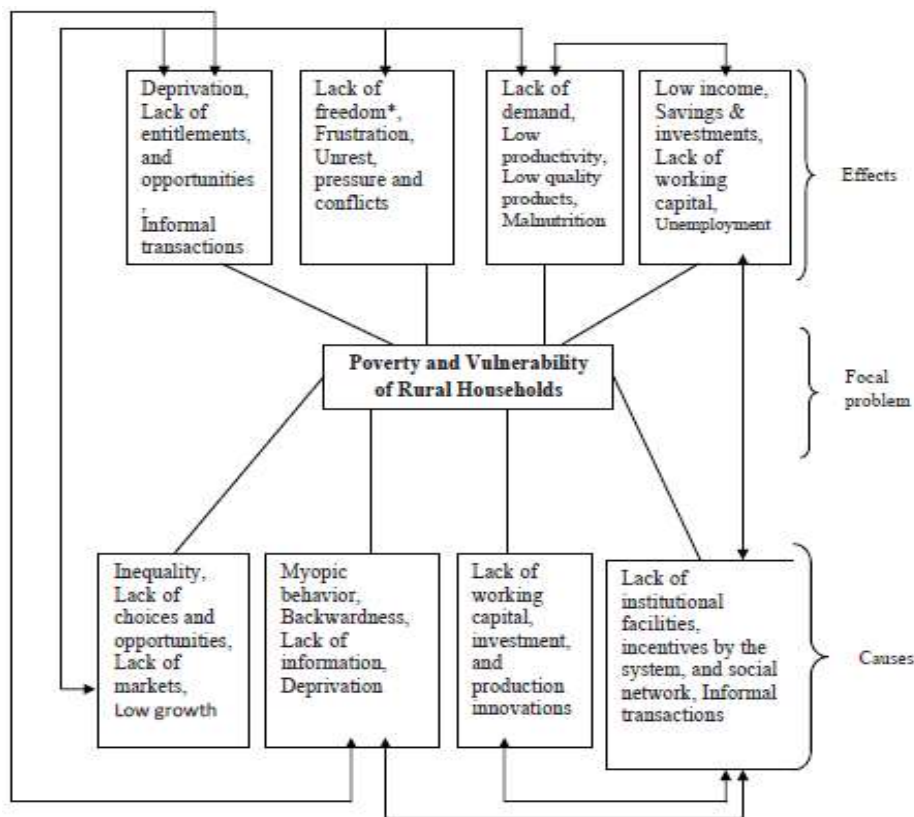 Deprivation,
Lack of
entitlements,
and
opportunities
,
Informal
transactions
Lack of
freedom*,
Frustration,
Unrest,
pressure and
conflicts
Lack of
demand,
Low
productivity,
Low quality
products,
Malnutrition
Low income,
Savings &
investments,
Lack of
working
capital,
Unemployment
Effects
Poverty and Vulnerability
of Rural Households
Focal
problem
Inequality,
Lack of
choices and
opportunities,
Lack of
markets,
Low growth
Myopic
behavior,
Backwardness,
Lack of
information,
Deprivation
Lack of
working
capital,
investment,
and
production
innovations
Lack of
institutional
facilities,
incentives by the
system, and social
network, Informal
transactions
Causes